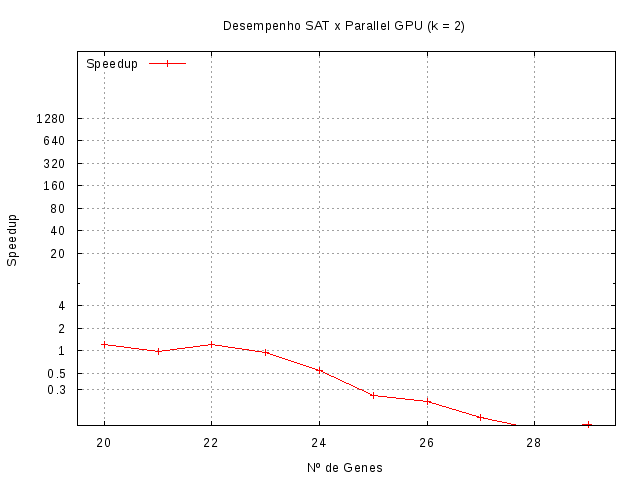 Desempenho SAT x Parallel GPU (k = 2)
Speedup
1280
640
320
160
80
40
20
4
2
1
0.5
0.3
Speedup
20 22 24 26 28
Nº de Genes